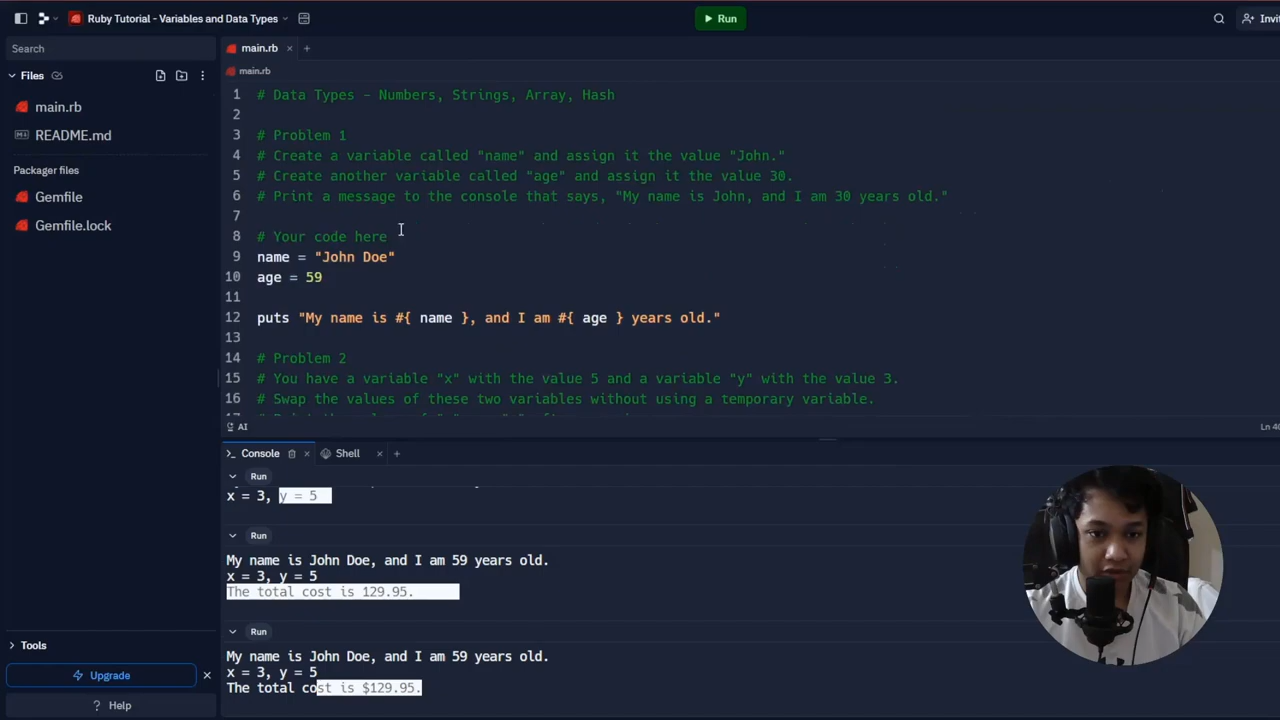 Ruby Tutorial - Variables and Data Types
Run
Invi
Search
Files
main.rb
README.md
Packager files
Gemfile
Gemfile.lock
Tools
Upgrade
Help
main.rb
main.rb
1 # Data Types - Numbers, Strings, Array, Hash
2
3 # Problem 1
4 # Create a variable called "name" and assign it the value "John."
5 # Create another variable called "age" and assign it the value 30.
6 # Print a message to the console that says, "My name is John, and I am 30 years old."
7
8 # Your code here
9 name = "John Doe"
10 age = 59
11
12 puts "My name is #{ name }, and I am #{ age } years old."
13
14 # Problem 2
15 # You have a variable "x" with the value 5 and a variable "y" with the value 3.
16 # Swap the values of these two variables without using a temporary variable.
AI
Ln 40
Console
Shell
Run
x = 3, y = 5
Run
My name is John Doe, and I am 59 years old.
x = 3, y = 5
The total cost is 129.95.
Run
My name is John Doe, and I am 59 years old.
x = 3, y = 5
The total cost is $129.95.